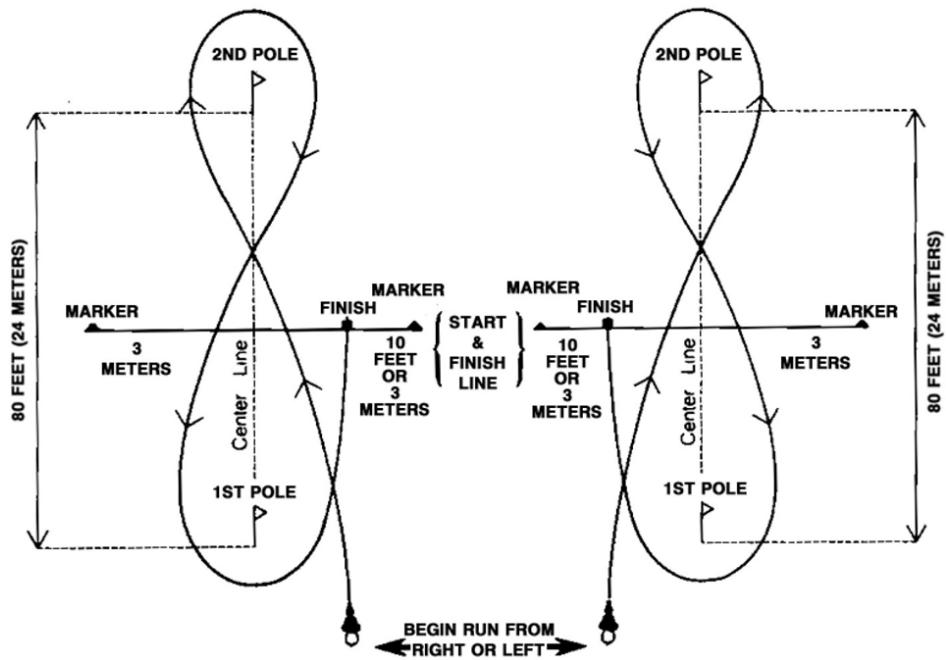 2ND POLE
2ND POLE
80 FEET (24 METERS)
80 FEET (24 METERS)
MARKER
3
METERS
FINISH
MARKER
10
FEET
OR
3
METERS
START
&
FINISH
LINE
MARKER
FINISH
10
FEET
OR
3
METERS
MARKER
3
METERS
Center Line
Center Line
1ST POLE
1ST POLE
BEGIN RUN FROM
RIGHT OR LEFT